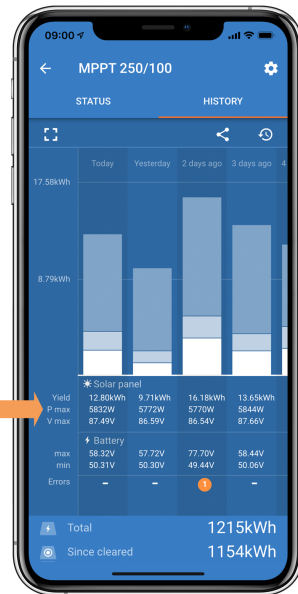 09:00
MPPT 250/100
STATUS HISTORY
Today Yesterday 2 days ago 3 days ago 4
17.58kWh
8.79kWh
Solar panel
Yield 12.80kWh 9.71kWh 16.18kWh 13.65kWh
P max 5832W 5772W 5770W 5844W
V max 87.49V 86.59V 86.54V 87.66V
Battery
max 58.32V 57.72V 77.70V 58.44V
min 50.31V 50.30V 49.44V 50.06V
Errors - - 1 -
Total 1215kWh
Since cleared 1154kWh